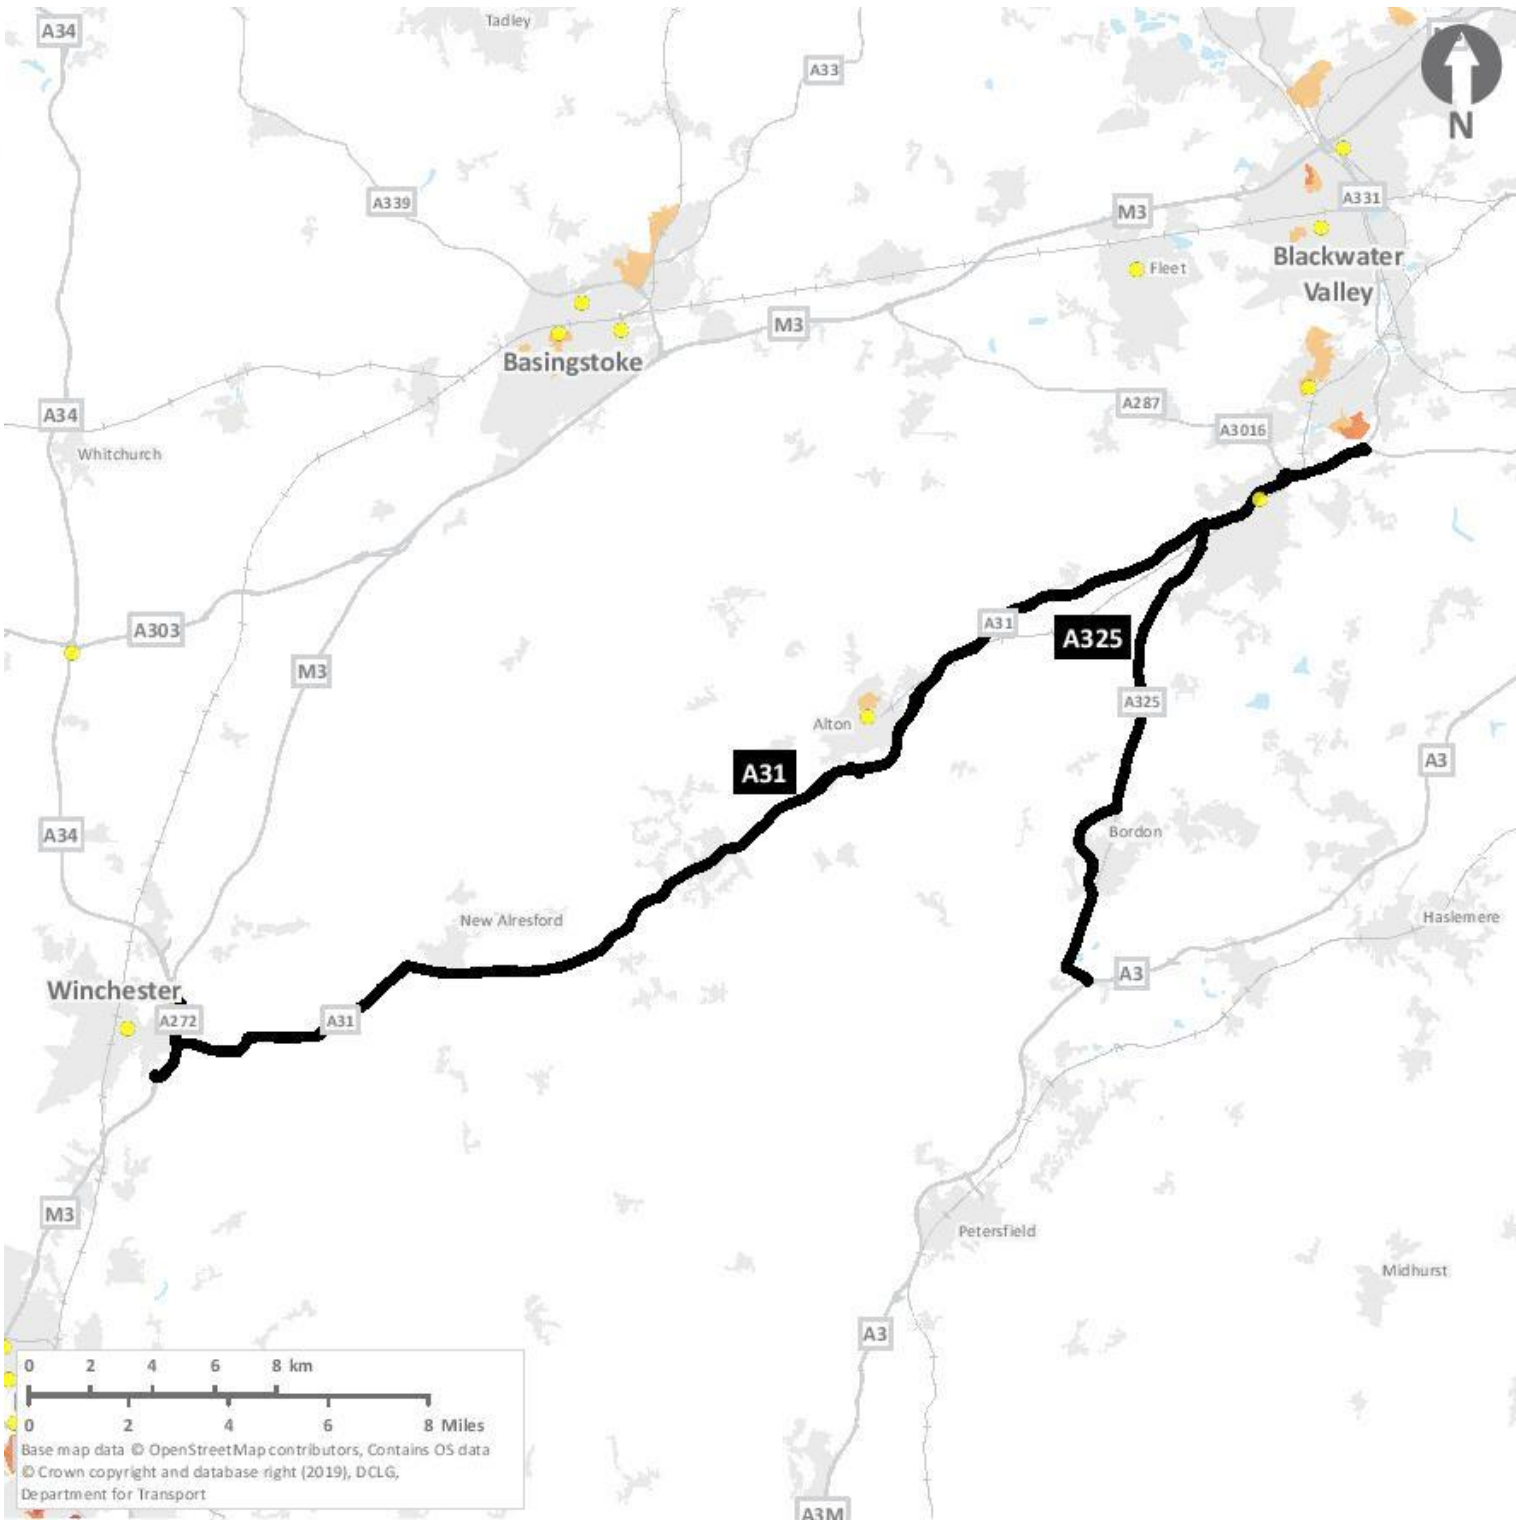 Tadley
A34
A33
N
A339
M3
A331
Fleet
Blackwater
Valley
M3
Basingstoke
A287
A34
A3016
Whitchurch
A303
A31
A325
M3
A325
Alton
A31
A3
A34
Bordon
New Alresford
Haslemere
Winchester
A3
A272
A31
M3
Petersfield
Midhurst
A3
0 2 4 6 8 km
0 2 4 6 8 Miles
Base map data © OpenStreetMap contributors, Contains OS data
© Crown copyright and database right (2019), DCLG,
Department for Transport
A3M